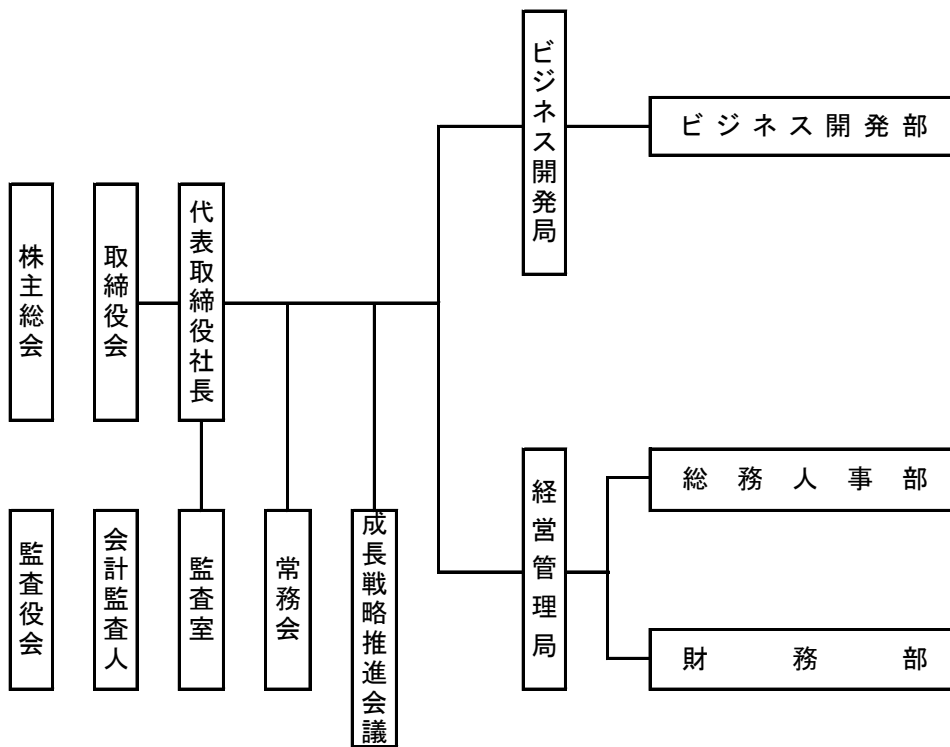 株主総会
取締役会
代表取締役社長
監査役会
会計監査人
監査室
常務会
成長戦略推進会議
ビジネス開発局
ビジネス開発部
経営管理局
総務人事部
財務部